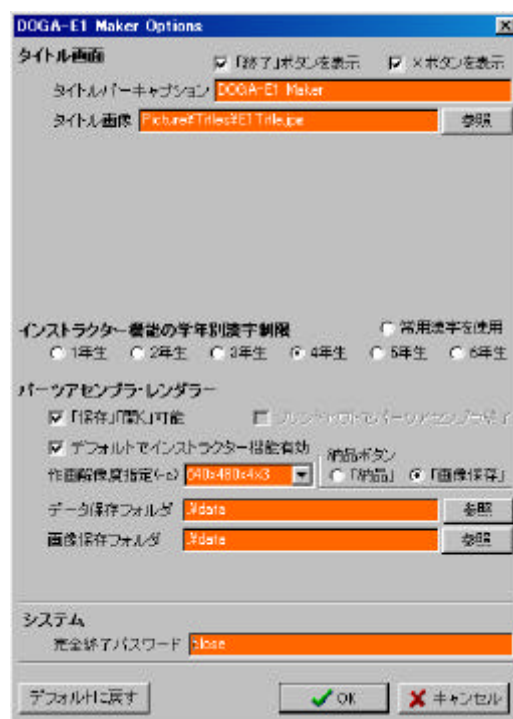 DOGA-E1 Maker Options
タイトル画面
「終了」ボタンを表示 ×ボタンを表示
タイトルバーキャプション DOGA-E1 Maker
タイトル画像 Picture¥Titles¥E1Title.jpg 参照
インストラクター機能の学年別漢字制限 常用漢字を使用
1年生 2年生 3年生 4年生 5年生 6年生
パーツアセンブラ・レンダラー
「保存」「開く」可能
デフォルトでインストラクター機能有効 納品ボタン
作画解像度指定(-c) 640x480x4x3 「納品」 「画像保存」
データ保存フォルダ .¥data 参照
画像保存フォルダ .¥data 参照
システム
完全終了パスワード close
デフォルトに戻す OK キャンセル